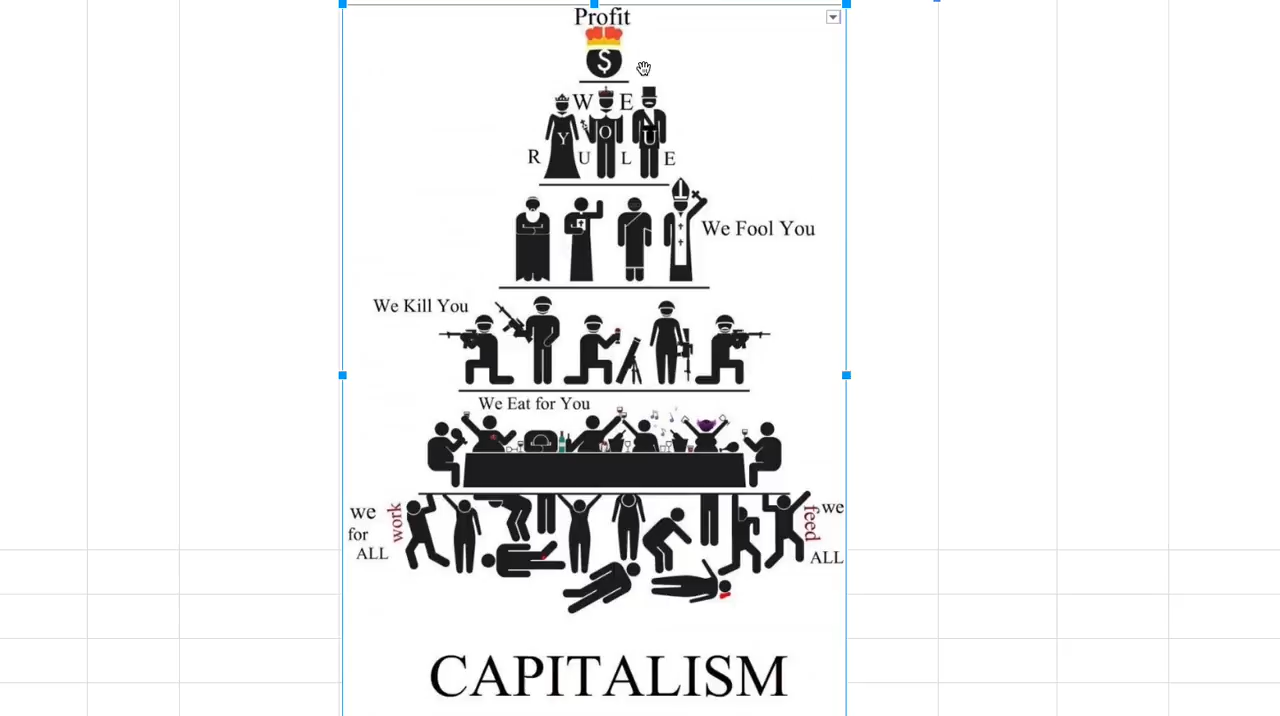 Profit
$
W E
Y O U
R U L E
We Fool You
We Kill You
We Eat for You
we work for ALL
we feed ALL
CAPITALISM